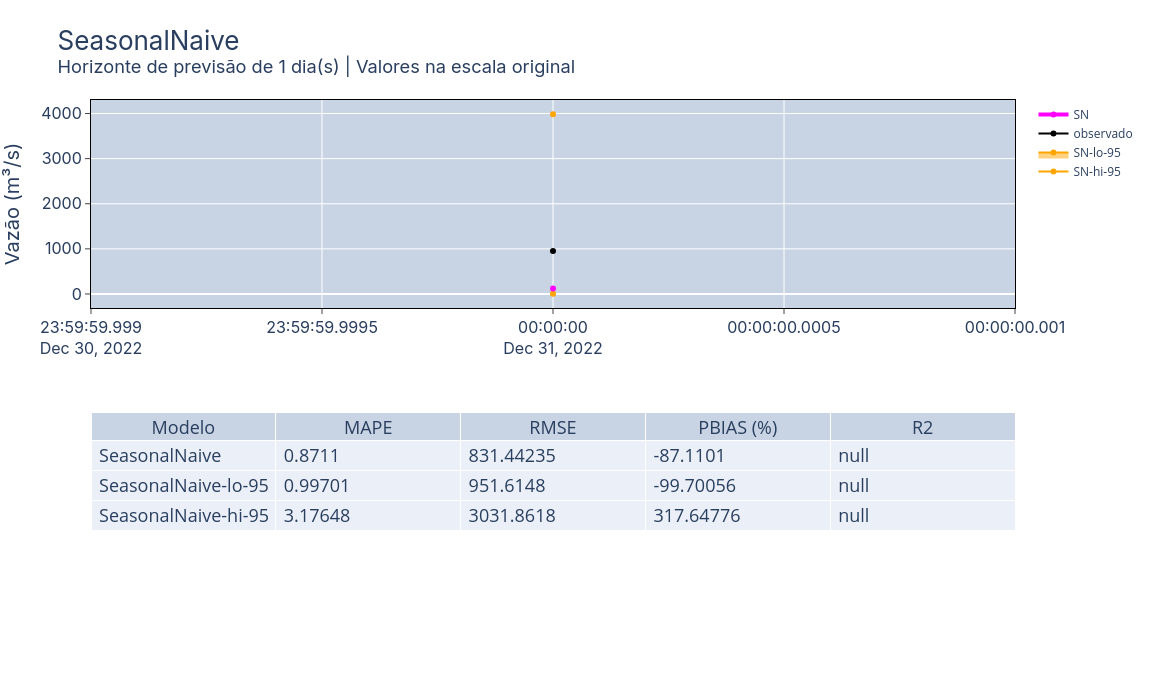 SeasonalNaive
Horizonte de previsão de 1 dia(s) | Valores na escala original
Vazão (m³/s)
4000
3000
2000
1000
0
23:59:59.999 23:59:59.9995 00:00:00 00:00:00.0005 00:00:00.001
Dec 30, 2022 Dec 31, 2022
SN
observado
SN-lo-95
SN-hi-95
Modelo MAPE RMSE PBIAS (%) R2
SeasonalNaive 0.8711 831.44235 -87.1101 null
SeasonalNaive-lo-95 0.99701 951.6148 -99.70056 null
SeasonalNaive-hi-95 3.17648 3031.8618 317.64776 null